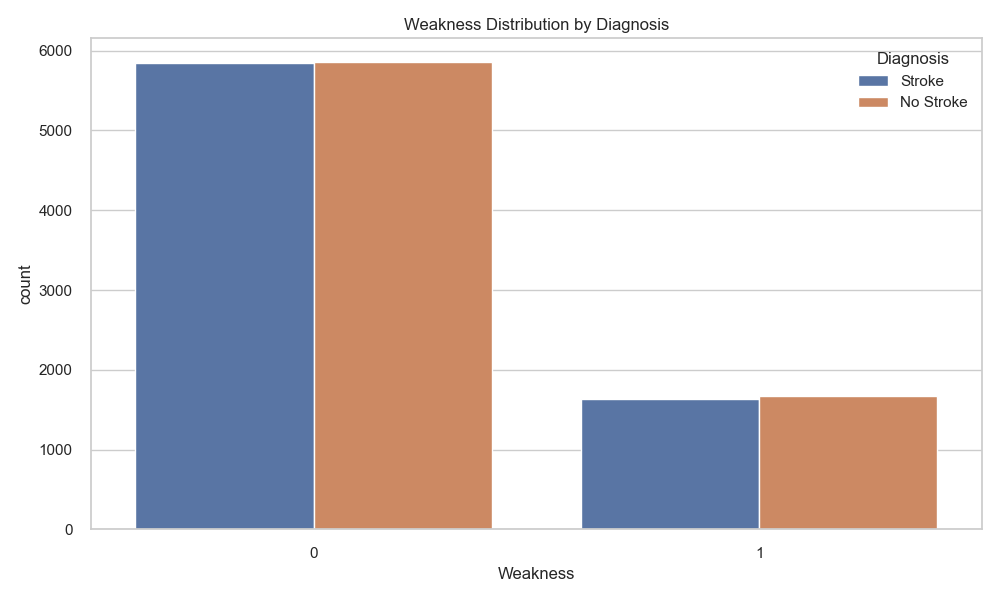 Weakness Distribution by Diagnosis
6000
5000
4000
3000
2000
1000
0
count
Diagnosis
Stroke
No Stroke
0
1
Weakness